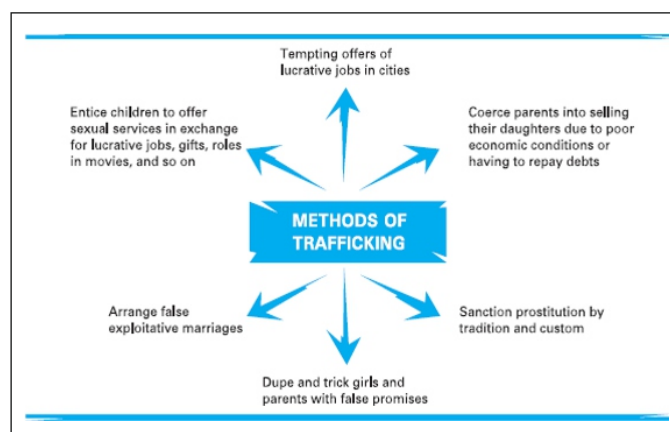 Tempting offers of
lucrative jobs in cities
Entice children to offer
sexual services in exchange
for lucrative jobs, gifts, roles
in movies, and so on
Coerce parents into selling
their daughters due to poor
economic conditions or
having to repay debts
METHODS OF
TRAFFICKING
Arrange false
exploitative marriages
Sanction prostitution by
tradition and custom
Dupe and trick girls and
parents with false promises